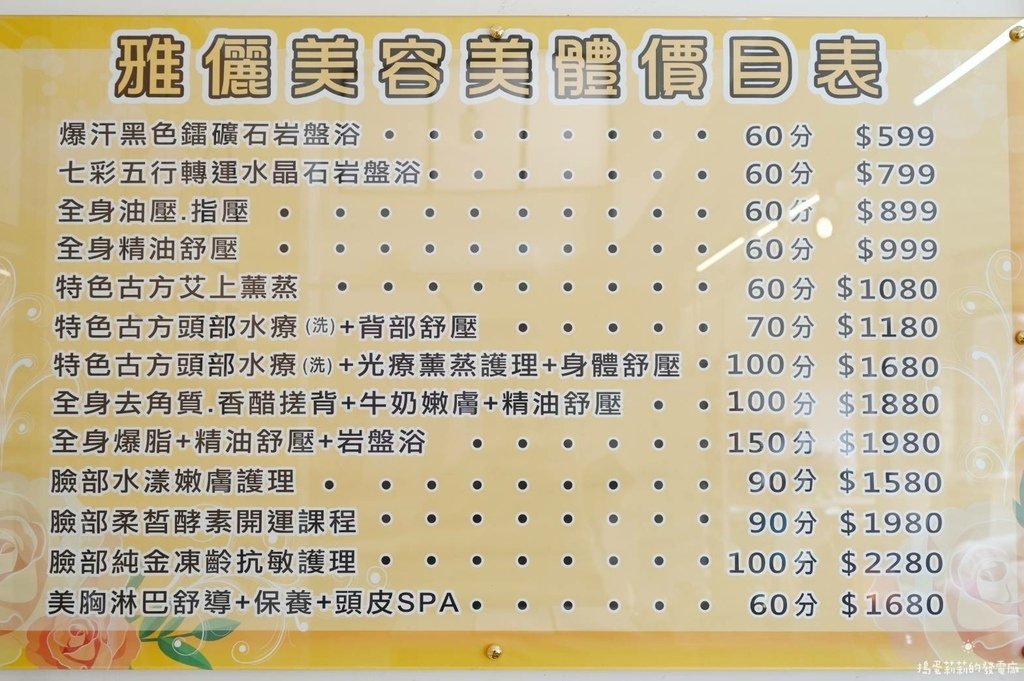 雅儷美容美體價目表
爆汗黑色鐳礦石岩盤浴 • • • • • • • • 60分 $599
七彩五行轉運水晶石岩盤浴 • • • • • • • 60分 $799
全身油壓.指壓 • • • • • • • • • • 60分 $899
全身精油舒壓 • • • • • • • • • • 60分 $999
特色古方艾上薰蒸 • • • • • • • • • 60分 $1080
特色古方頭部水療(洗)+背部舒壓 • • • • • 70分 $1180
特色古方頭部水療(洗)+光療薰蒸護理+身體舒壓 • 100分 $1680
全身去角質.香醋搓背+牛奶嫩膚+精油舒壓 • • 100分 $1880
全身爆脂+精油舒壓+岩盤浴 • • • • • • 150分 $1980
臉部水漾嫩膚護理 • • • • • • • • • 90分 $1580
臉部柔皙酵素開運課程 • • • • • • • • 90分 $1980
臉部純金凍齡抗敏護理 • • • • • • • • 100分 $2280
美胸淋巴舒導+保養+頭皮SPA • • • • • • 60分 $1680
搗蛋莉莉的發電廠